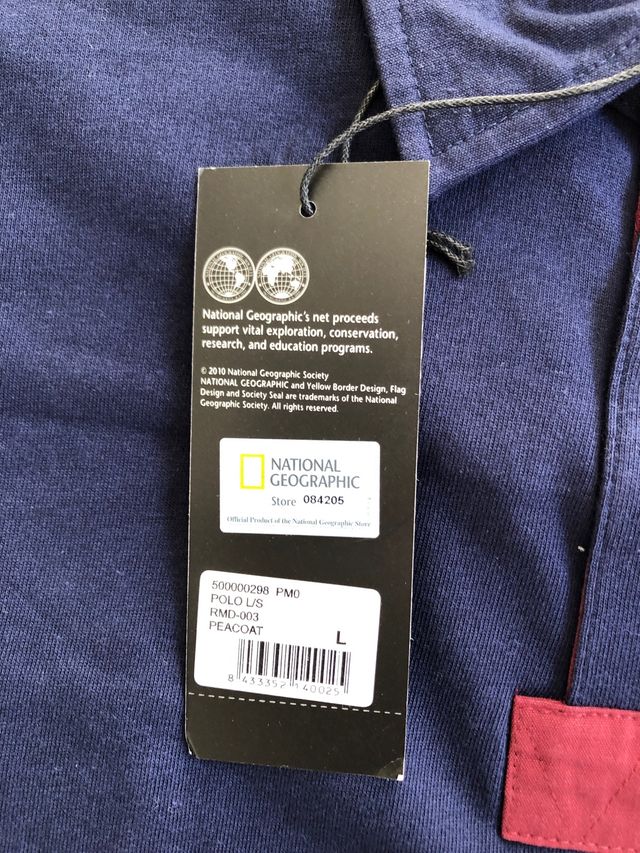 National Geographic's net proceeds
support vital exploration, conservation,
research, and education programs.
© 2010 National Geographic Society
NATIONAL GEOGRAPHIC and Yellow Border Design, Flag
Design and Society Seal are trademarks of the National
Geographic Society. All rights reserved.
NATIONAL
GEOGRAPHIC
Store 084205
Official Product of the National Geographic Store
500000298 PM0
POLO L/S
RMD-003
PEACOAT
L
8 433352 140025